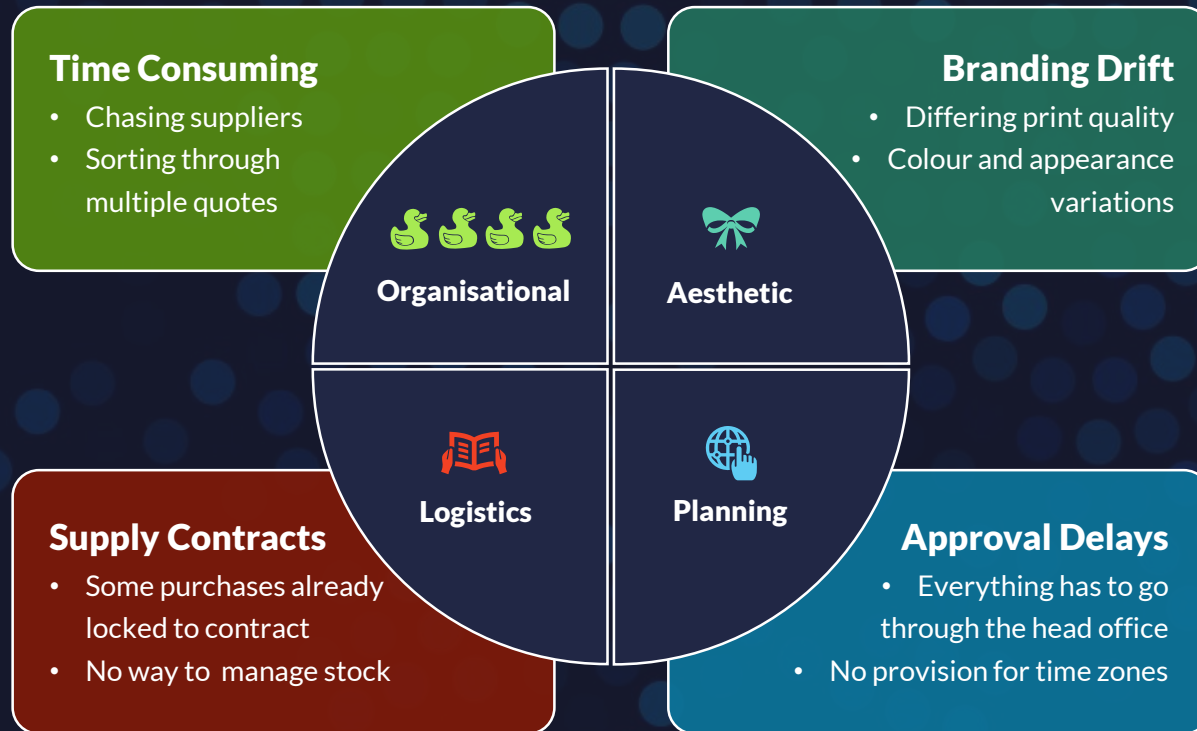 Time Consuming
• Chasing suppliers
• Sorting through
multiple quotes
Branding Drift
• Differing print quality
• Colour and appearance
variations
Organisational
Aesthetic
Logistics
Planning
Supply Contracts
• Some purchases already
locked to contract
• No way to  manage stock
Approval Delays
• Everything has to go
through the head office
• No provision for time zones